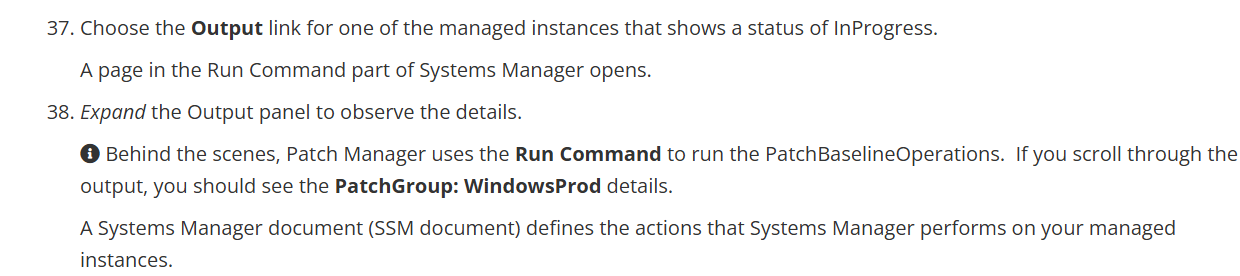 37. Choose the Output link for one of the managed instances that shows a status of InProgress.
A page in the Run Command part of Systems Manager opens.
38. Expand the Output panel to observe the details.
Behind the scenes, Patch Manager uses the Run Command to run the PatchBaselineOperations.  If you scroll through the
output, you should see the PatchGroup: WindowsProd details.
A Systems Manager document (SSM document) defines the actions that Systems Manager performs on your managed
instances.